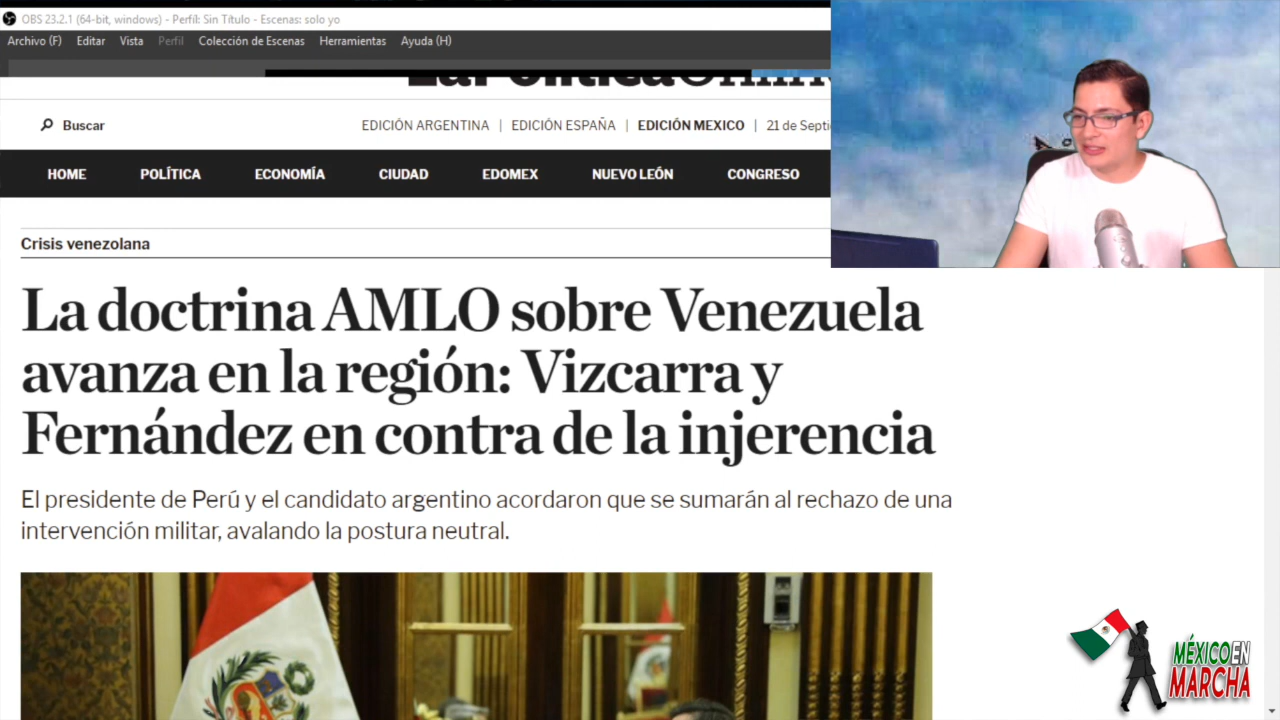 OBS 23.2.1 (64-bit, windows) - Perfil: Sin Título - Escenas: solo yo
Archivo (F) Editar Vista Perfil Colección de Escenas Herramientas Ayuda (H)
Buscar EDICIÓN ARGENTINA | EDICIÓN ESPAÑA | EDICIÓN MEXICO | 21 de
HOME POLÍTICA ECONOMÍA CIUDAD EDOMEX NUEVO LEÓN CONGRESO
Crisis venezolana
La doctrina AMLO sobre Venezuela
avanza en la región: Vizcarra y
Fernández en contra de la injerencia
El presidente de Perú y el candidato argentino acordaron que se sumarán al rechazo de una
intervención militar, avalando la postura neutral.
MÉXICO EN
MARCHA